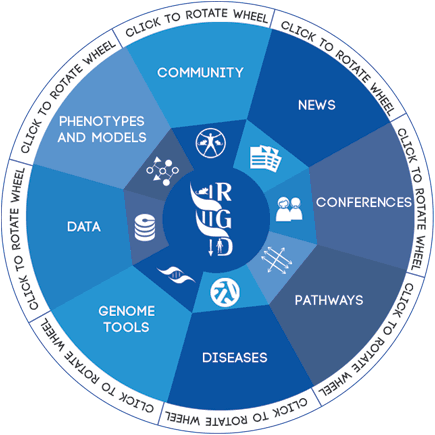 CLICK TO ROTATE WHEEL
COMMUNITY
CLICK TO ROTATE WHEEL
NEWS
CLICK TO ROTATE WHEEL
CONFERENCES
CLICK TO ROTATE WHEEL
PATHWAYS
CLICK TO ROTATE WHEEL
DISEASES
CLICK TO ROTATE WHEEL
GENOME
TOOLS
CLICK TO ROTATE WHEEL
DATA
CLICK TO ROTATE WHEEL
PHENOTYPES
AND MODELS
RGD